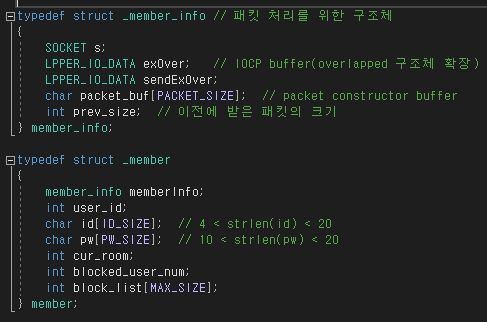 typedef struct _member_info // 패킷 처리를 위한 구조체
{
    SOCKET s;
    LPPER_IO_DATA exOver;   // IOCP buffer(overlapped 구조체 확장)
    LPPER_IO_DATA sendExOver;
    char packet_buf[PACKET_SIZE];  // packet constructor buffer
    int prev_size;  // 이전에 받은 패킷의 크기
} member_info;

typedef struct _member
{
    member_info memberInfo;
    int user_id;
    char id[ID_SIZE];  // 4 < strlen(id) < 20
    char pw[PW_SIZE];  // 10 < strlen(pw) < 20
    int cur_room;
    int blocked_user_num;
    int block_list[MAX_SIZE];
} member;